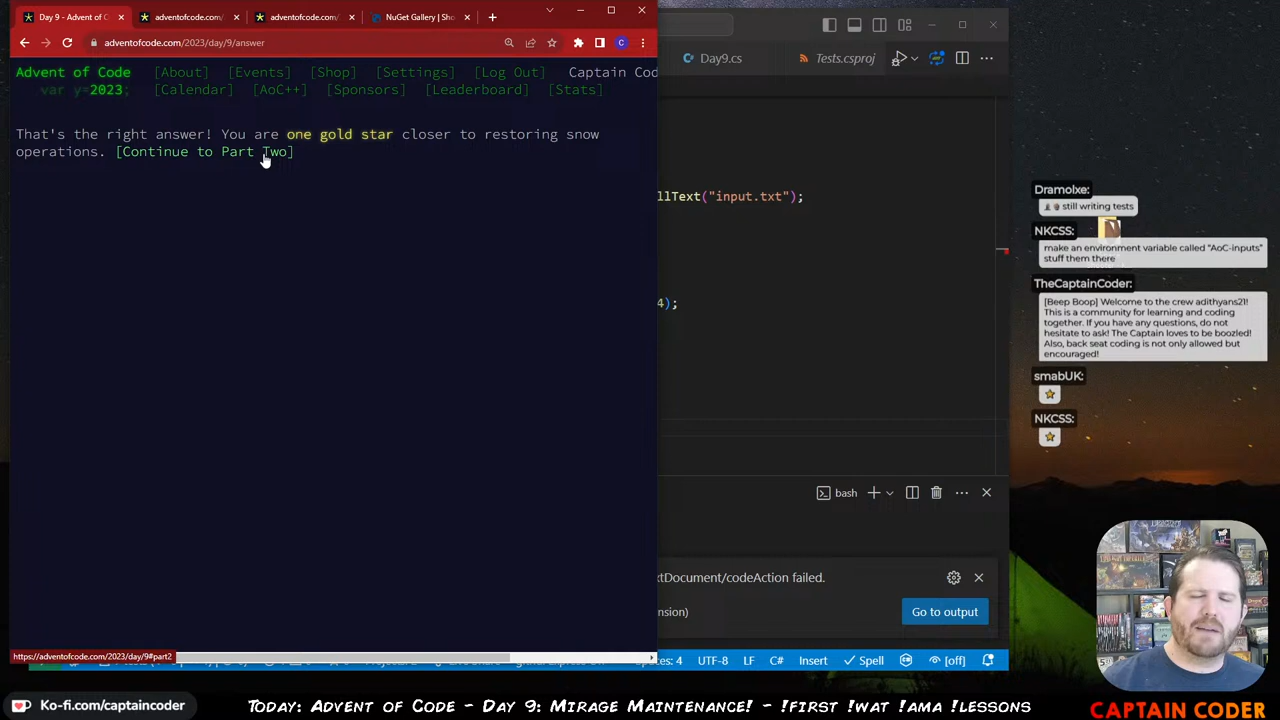 Day 9 - Advent of C
adventofcode.com/
adventofcode.com/2
NuGet Gallery | Sho
adventofcode.com/2023/day/9/answer
C
Advent of Code [About] [Events] [Shop] [Settings] [Log Out] Captain Cod
var y=2023; [Calendar] [AoC++] [Sponsors] [Leaderboard] [Stats]
That's the right answer! You are one gold star closer to restoring snow
operations. [Continue to Part Two]
https://adventofcode.com/2023/day/9#part2
Day9.cs
Tests.csproj
llText("input.txt");
4);
bash
xtDocument/codeAction failed.
nsion)
Go to output
Spaces: 4 UTF-8 LF C# Insert Spell [off]
Dramolxe:
still writing tests
NKCSS:
make an environment variable called "AoC-inputs"
stuff them there
TheCaptainCoder:
[Beep Boop] Welcome to the crew adithyans21!
This is a community for learning and coding
together. If you have any questions, do not
hesitate to ask! The Captain loves to be boozled!
Also, back seat coding is not only allowed but
encouraged!
smabUK:
NKCSS:
Ko-fi.com/captaincoder
Today: Advent of Code - Day 9: Mirage Maintenance! - !first !wat !ama !lessons
CAPTAIN CODER